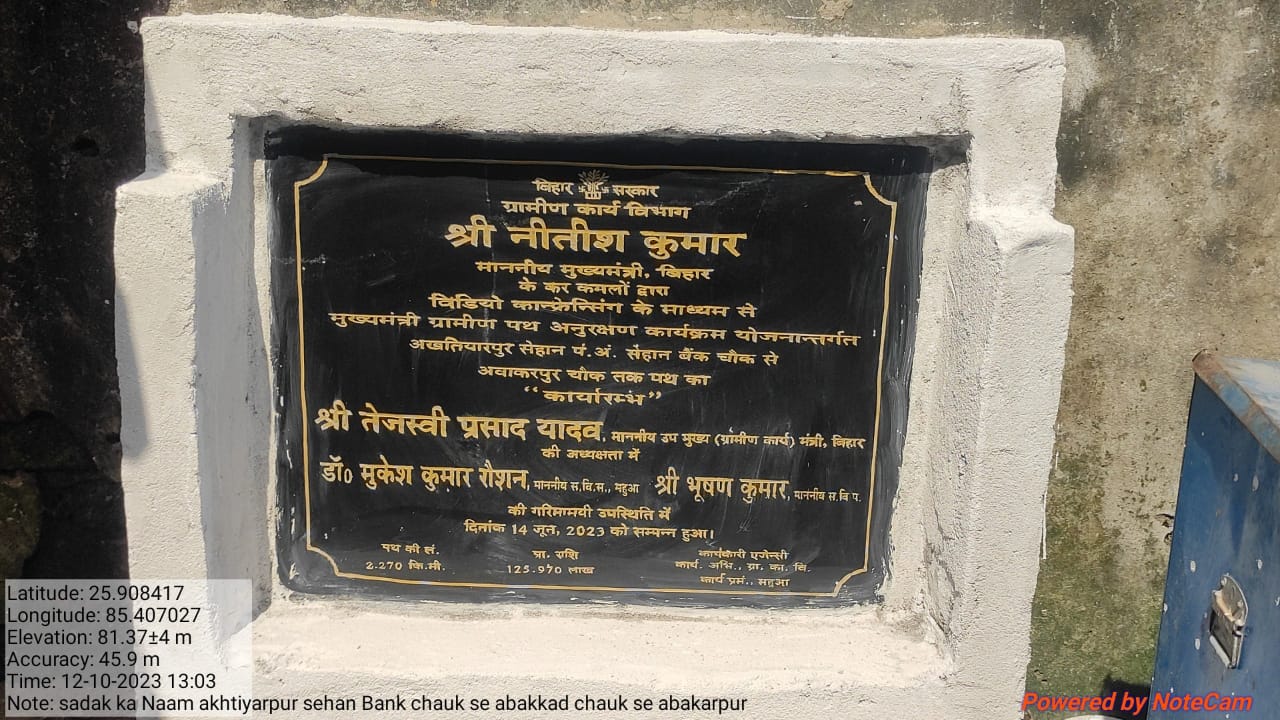 बिहार सरकार
ग्रामीण कार्य विभाग
श्री नीतीश कुमार
माननीय मुख्यमंत्री, बिहार
के कर कमलों द्वारा
विडियो कान्फ्रेन्सिंग के माध्यम से
मुख्यमंत्री ग्रामीण पथ अनुरक्षण कार्यक्रम योजनान्तर्गत
अखतियारपुर सेहान पं.अं. सेहान बैंक चौक से
अवाकरपुर चौक तक पथ का
“कार्यारम्भ”
श्री तेजस्वी प्रसाद यादव, माननीय उप मुख्य (ग्रामीण कार्य) मंत्री, बिहार
की अध्यक्षता में
डॉ० मुकेश कुमार रौशन, माननीय स.वि.स., महुआ श्री भूषण कुमार, माननीय स.वि प.
की गरिमामयी उपस्थिति में
दिनांक 14 जून, 2023 को सम्पन्न हुआ।
पथ की लं. प्रा. राशि कार्यकारी एजेन्सी
2.270 कि.मी. 125.970 लाख कार्य. अभि., ग्रा. का. वि.
कार्य प्रमं., महुआ
Latitude: 25.908417
Longitude: 85.407027
Elevation: 81.37±4 m
Accuracy: 45.9 m
Time: 12-10-2023 13:03
Note: sadak ka Naam akhtiyarpur sehan Bank chauk se abakkad chauk se abakarpur
Powered by NoteCam